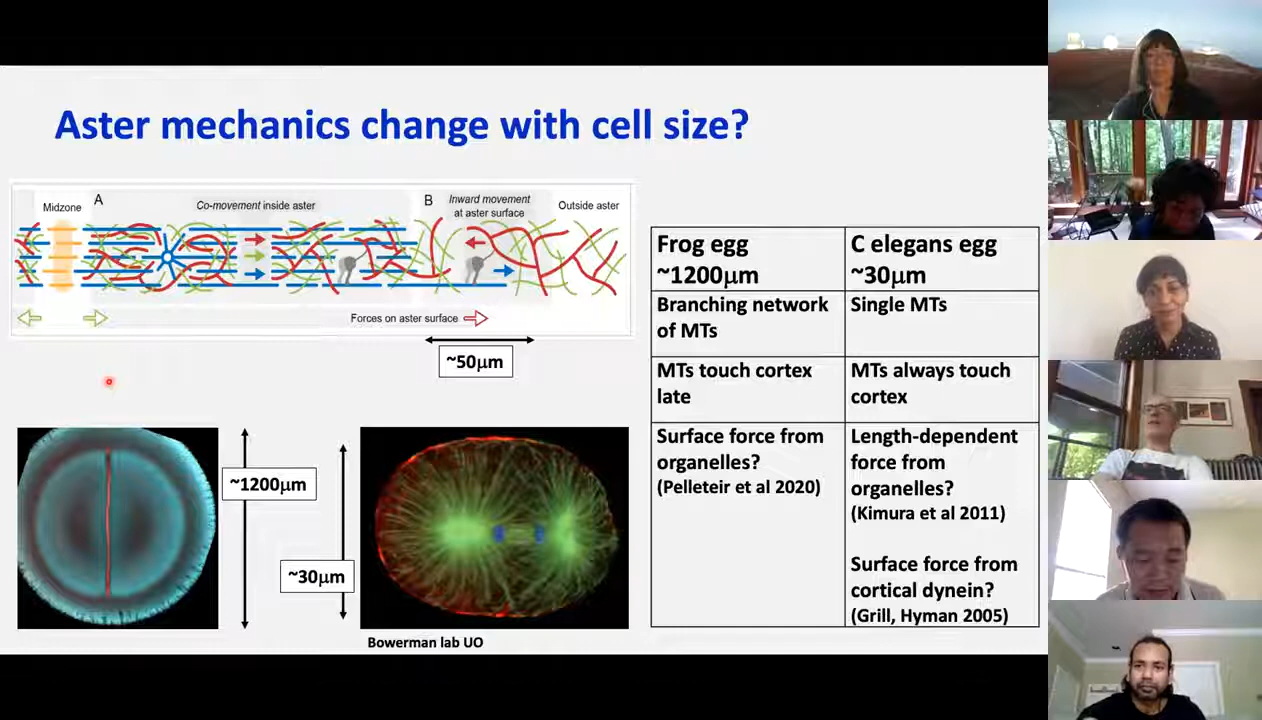 Aster mechanics change with cell size?
Midzone
A
Co-movement inside aster
B
Inward movement
at aster surface
Outside aster
Forces on aster surface
~50μm
~1200μm
~30μm
Bowerman lab UO
Frog egg
~1200μm
C elegans egg
~30μm
Branching network
of MTs
Single MTs
MTs touch cortex
late
MTs always touch
cortex
Surface force from
organelles?
(Pelleteir et al 2020)
Length-dependent
force from
organelles?
(Kimura et al 2011)
Surface force from
cortical dynein?
(Grill, Hyman 2005)